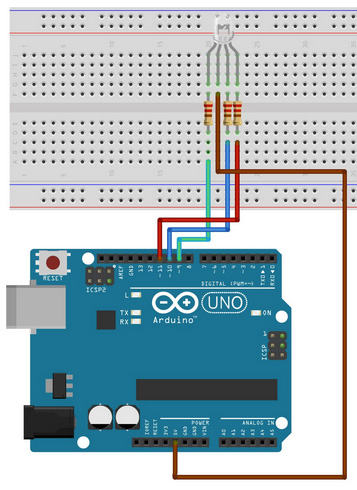 RESET
ICSP2
AREF
GND
13
12
~11
~10
~9
8
7
~6
~5
4
~3
2
TX▶1
RX◀0
DIGITAL (PWM~)
L
TX
RX
UNO
ON
Arduino™
ICSP
1
POWER
ANALOG IN
IOREF
RESET
3V3
5V
GND
GND
VIN
A0
A1
A2
A3
A4
A5